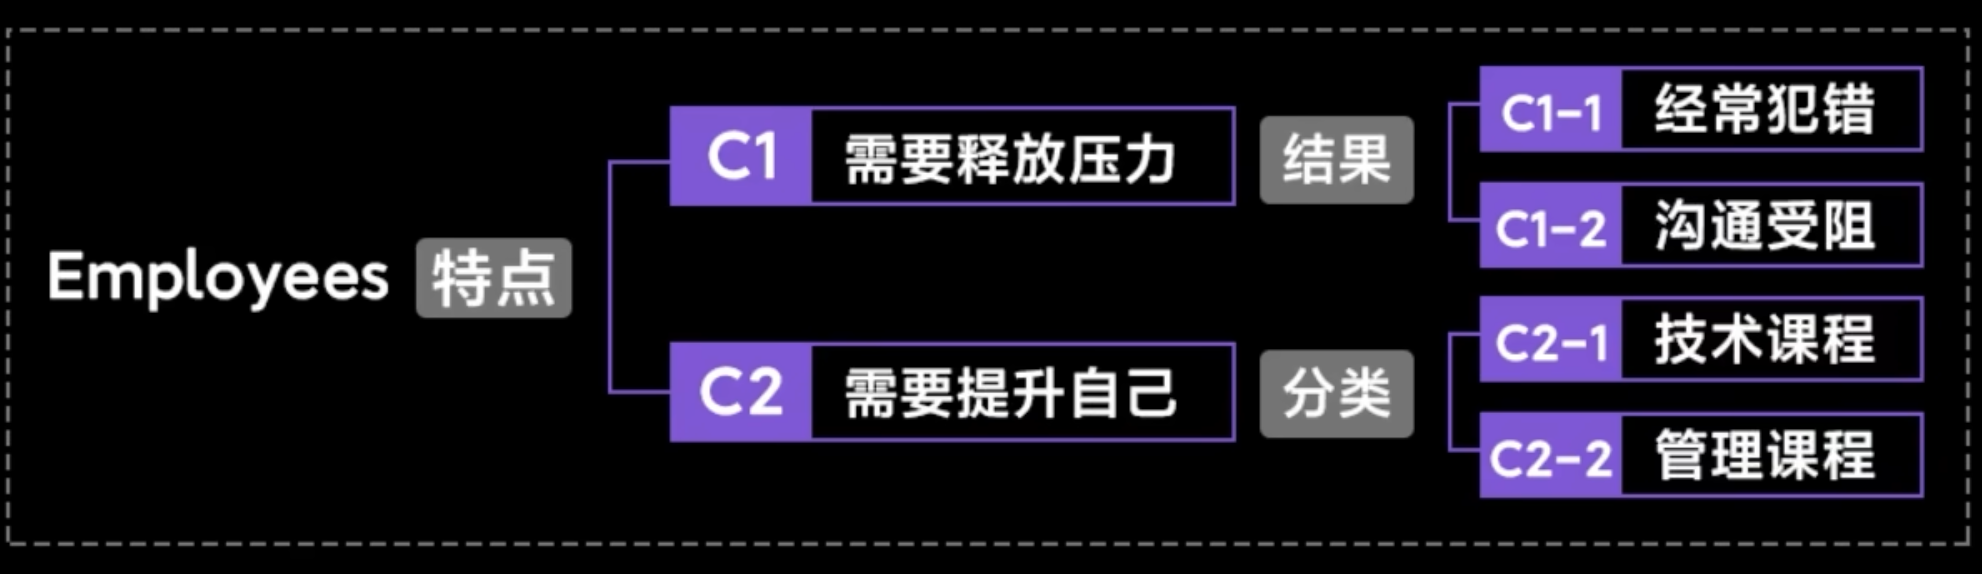 Employees 特点
C1 需要释放压力 结果
C1-1 经常犯错
C1-2 沟通受阻
C2 需要提升自己 分类
C2-1 技术课程
C2-2 管理课程